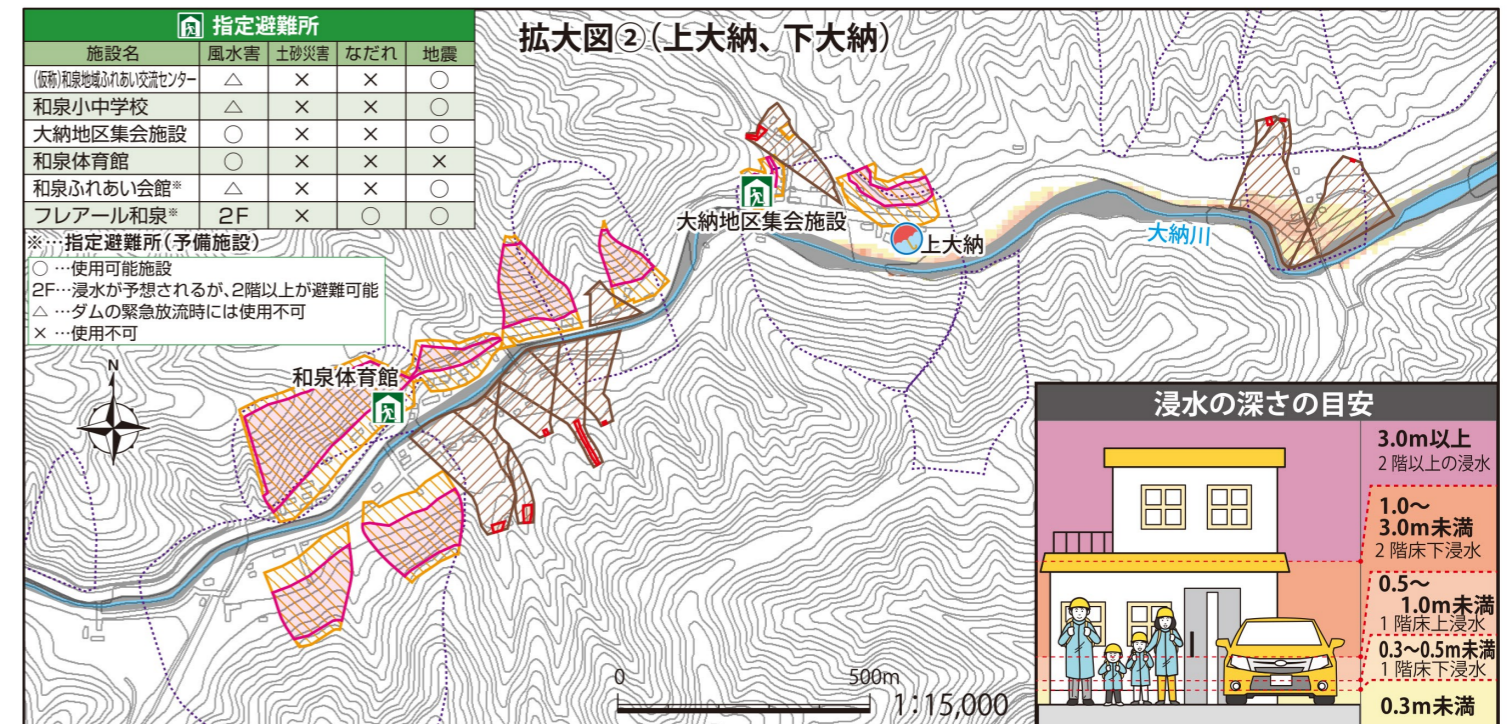 指定避難所
施設名 風水害 土砂災害 なだれ 地震
(仮称)和泉地域ふれあい交流センター △ × × ○
和泉小中学校 △ × × ○
大納地区集会施設 ○ × × ○
和泉体育館 ○ × × ×
和泉ふれあい会館※ △ × × ○
フレアール和泉※ 2F × ○ ○
※…指定避難所(予備施設)
○…使用可能施設
2F…浸水が予想されるが、2階以上が避難可能
△…ダムの緊急放流時には使用不可
×…使用不可
拡大図②(上大納、下大納)
大納地区集会施設
上大納
大納川
和泉体育館
N
0 500m
1:15,000
浸水の深さの目安
3.0m以上
2階以上の浸水
1.0~
3.0m未満
2階床下浸水
0.5~
1.0m未満
1階床上浸水
0.3~0.5m未満
1階床下浸水
0.3m未満